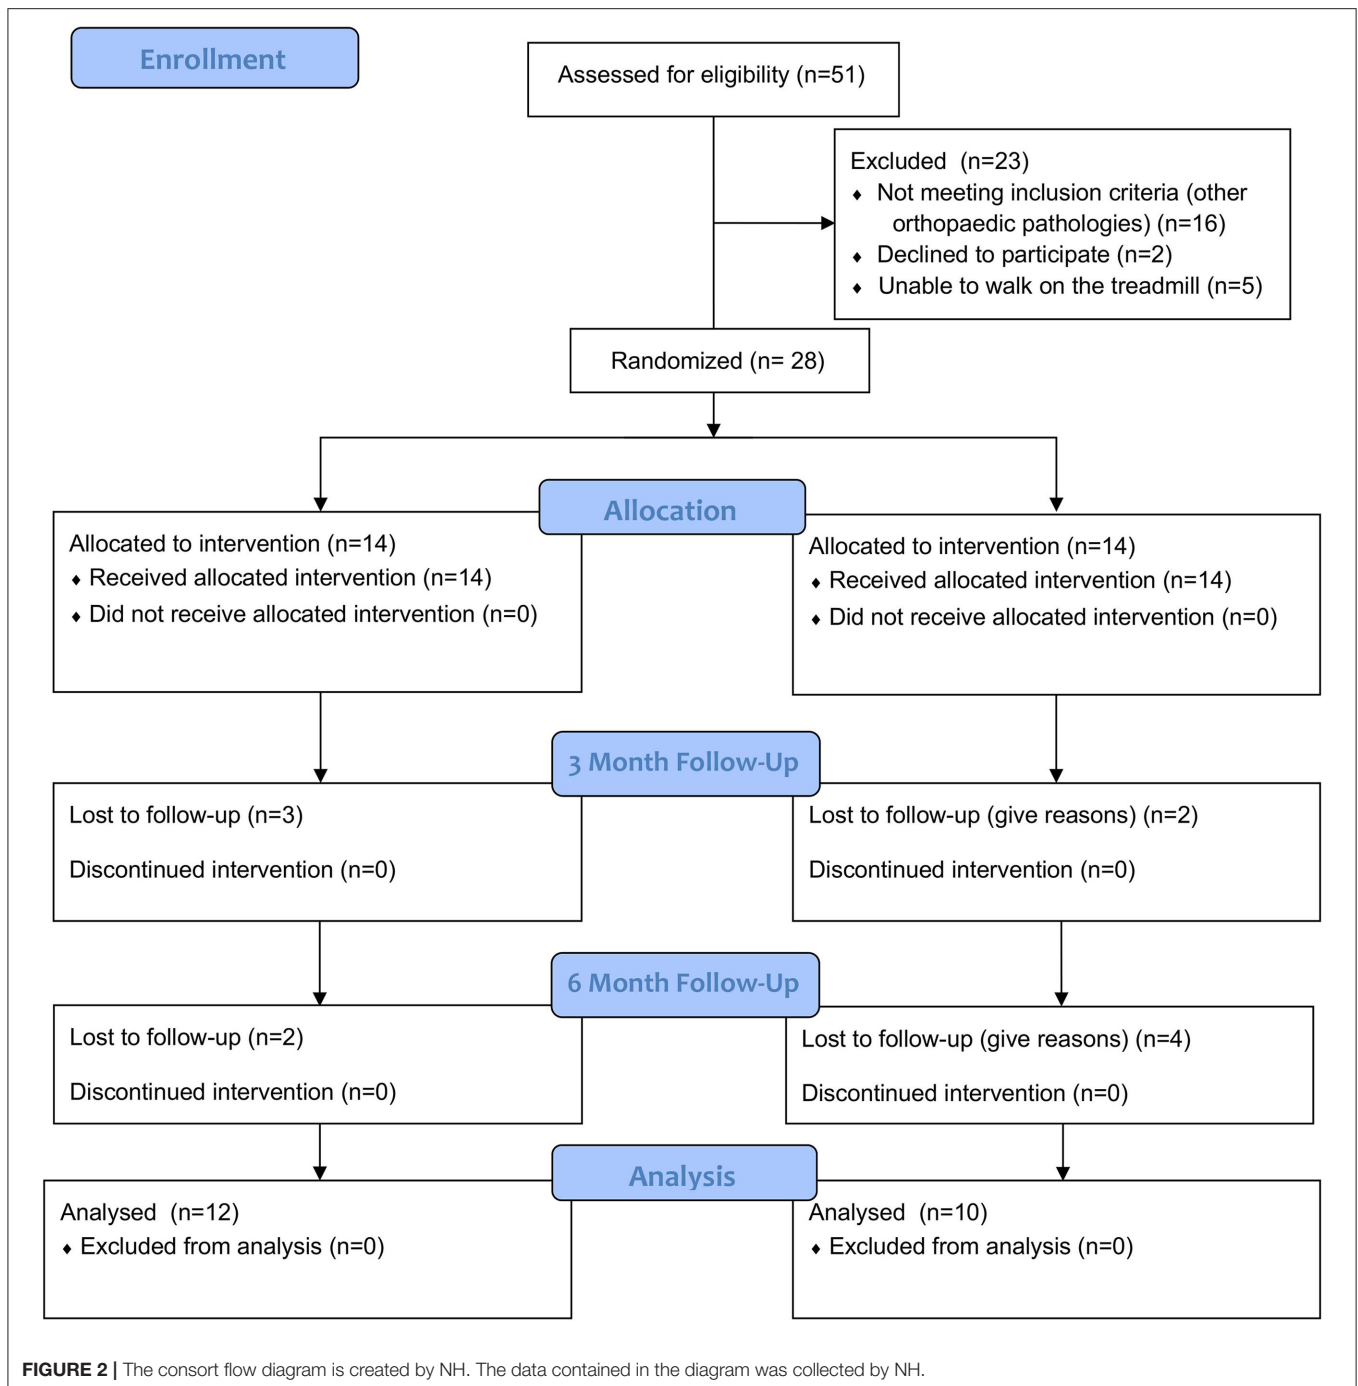 Enrollment
Assessed for eligibility (n=51)
Excluded  (n=23)
♦ Not meeting inclusion criteria (other
orthopaedic pathologies) (n=16)
♦ Declined to participate (n=2)
♦ Unable to walk on the treadmill (n=5)
Randomized (n= 28)
Allocation
Allocated to intervention (n=14)
♦ Received allocated intervention (n=14)
♦ Did not receive allocated intervention (n=0)
Allocated to intervention (n=14)
♦ Received allocated intervention (n=14)
♦ Did not receive allocated intervention (n=0)
3 Month Follow-Up
Lost to follow-up (n=3)
Discontinued intervention (n=0)
Lost to follow-up (give reasons) (n=2)
Discontinued intervention (n=0)
6 Month Follow-Up
Lost to follow-up (n=2)
Discontinued intervention (n=0)
Lost to follow-up (give reasons) (n=4)
Discontinued intervention (n=0)
Analysis
Analysed  (n=12)
♦ Excluded from analysis (n=0)
Analysed  (n=10)
♦ Excluded from analysis (n=0)
FIGURE 2 | The consort flow diagram is created by NH. The data contained in the diagram was collected by NH.